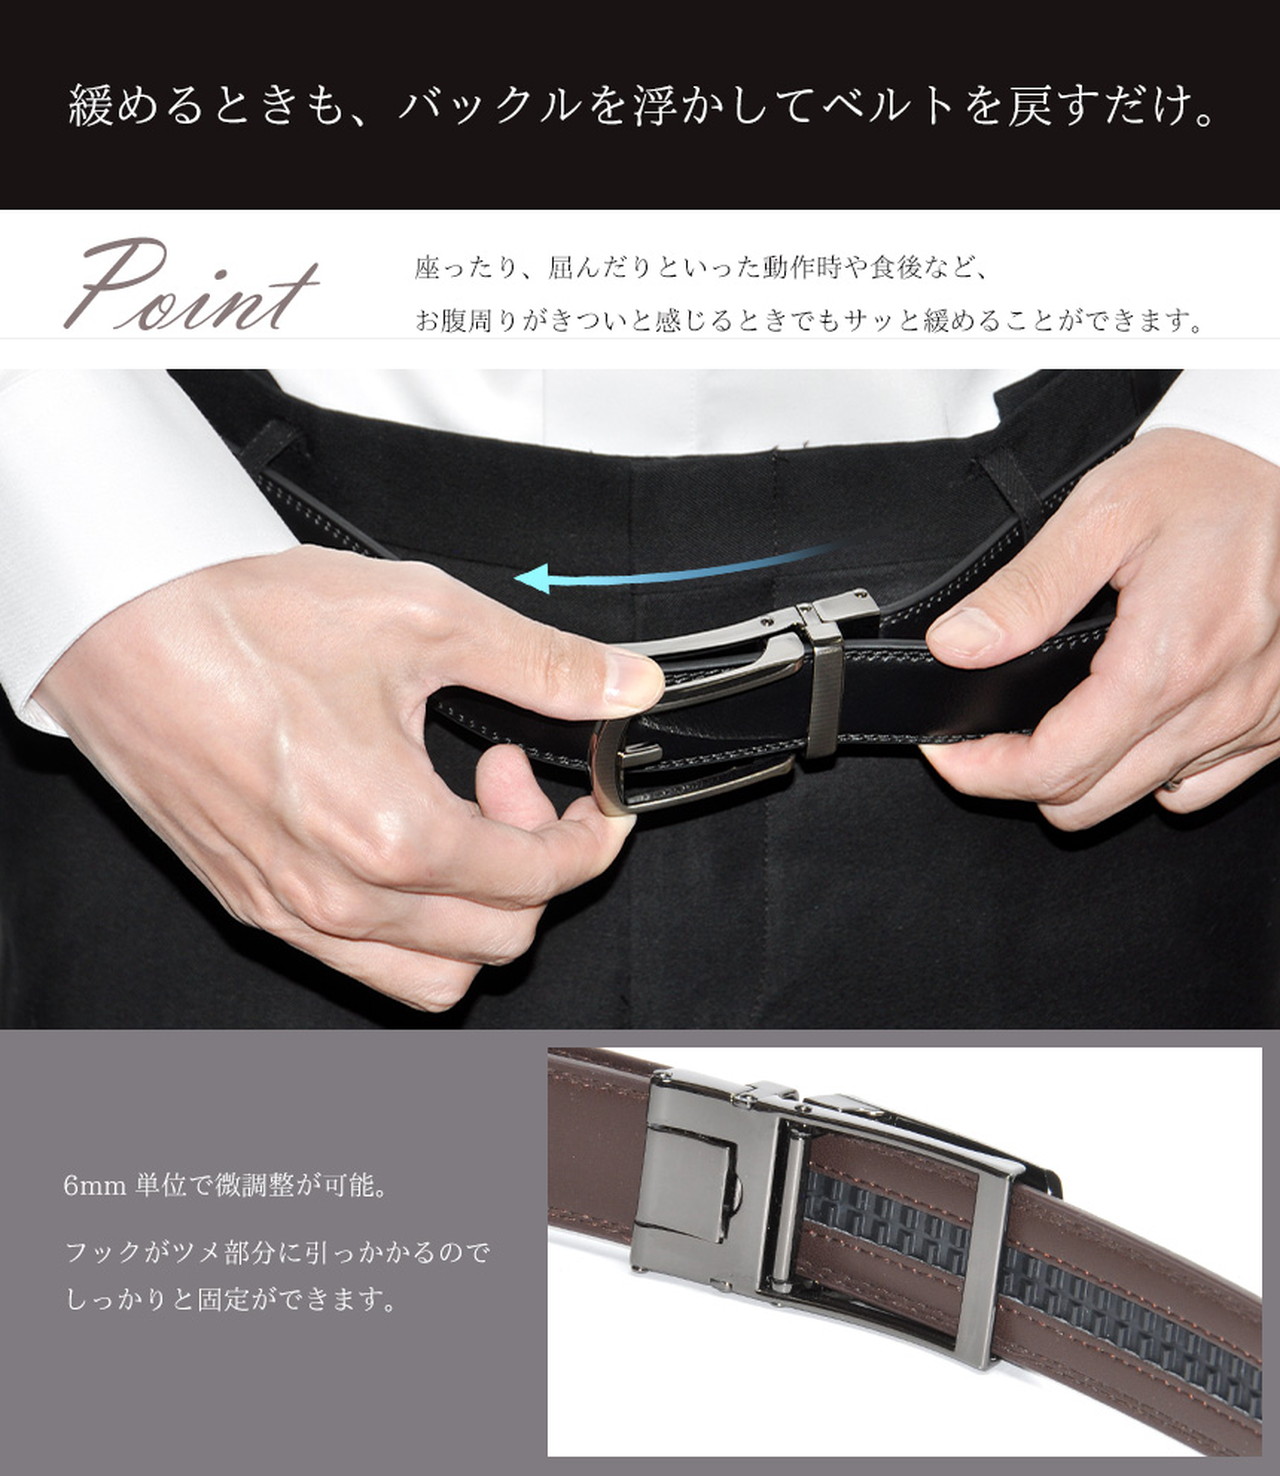 緩めるときも、バックルを浮かしてベルトを戻すだけ。
Point
座ったり、屈んだりといった動作時や食後など、
お腹周りがきついと感じるときでもサッと緩めることができます。
6mm 単位で微調整が可能。
フックがツメ部分に引っかかるので
しっかりと固定ができます。